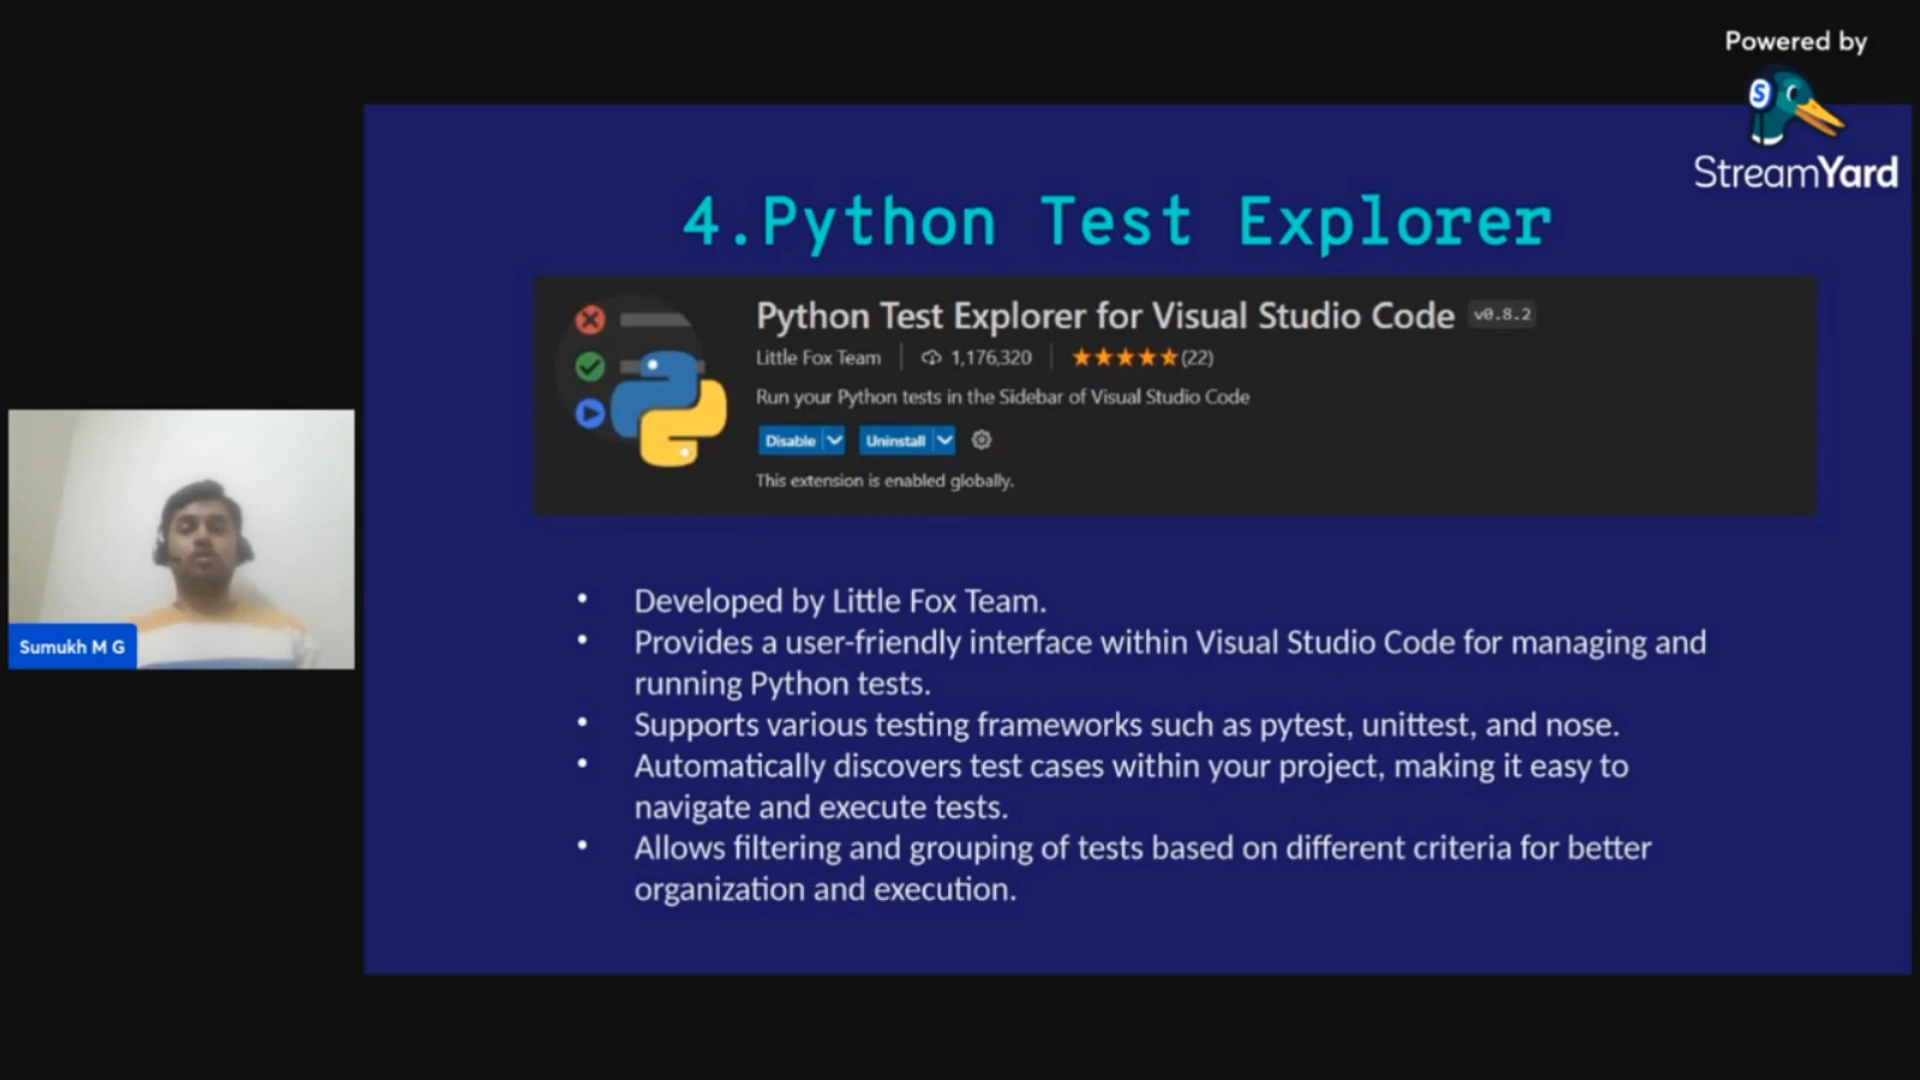 Powered by
S
StreamYard
4.Python Test Explorer
Python Test Explorer for Visual Studio Code v0.8.2
Little Fox Team 1,176,320 (22)
Run your Python tests in the Sidebar of Visual Studio Code
Disable Uninstall
This extension is enabled globally.
• Developed by Little Fox Team.
• Provides a user-friendly interface within Visual Studio Code for managing and
running Python tests.
• Supports various testing frameworks such as pytest, unittest, and nose.
• Automatically discovers test cases within your project, making it easy to
navigate and execute tests.
• Allows filtering and grouping of tests based on different criteria for better
organization and execution.
Sumukh M G